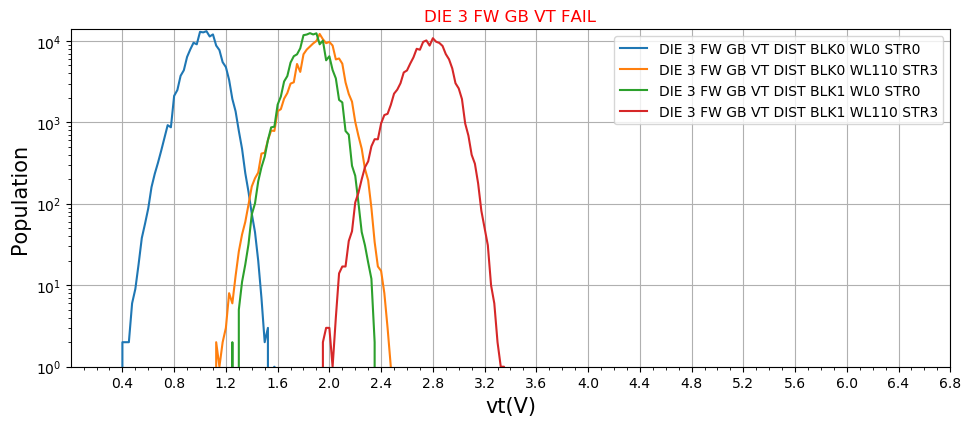 DIE 3 FW GB VT FAIL
DIE 3 FW GB VT DIST BLK0 WL0 STR0
DIE 3 FW GB VT DIST BLK0 WL110 STR3
DIE 3 FW GB VT DIST BLK1 WL0 STR0
DIE 3 FW GB VT DIST BLK1 WL110 STR3
Population
10⁴
10³
10²
10¹
10⁰
0.4 0.8 1.2 1.6 2.0 2.4 2.8 3.2 3.6 4.0 4.4 4.8 5.2 5.6 6.0 6.4 6.8
vt(V)